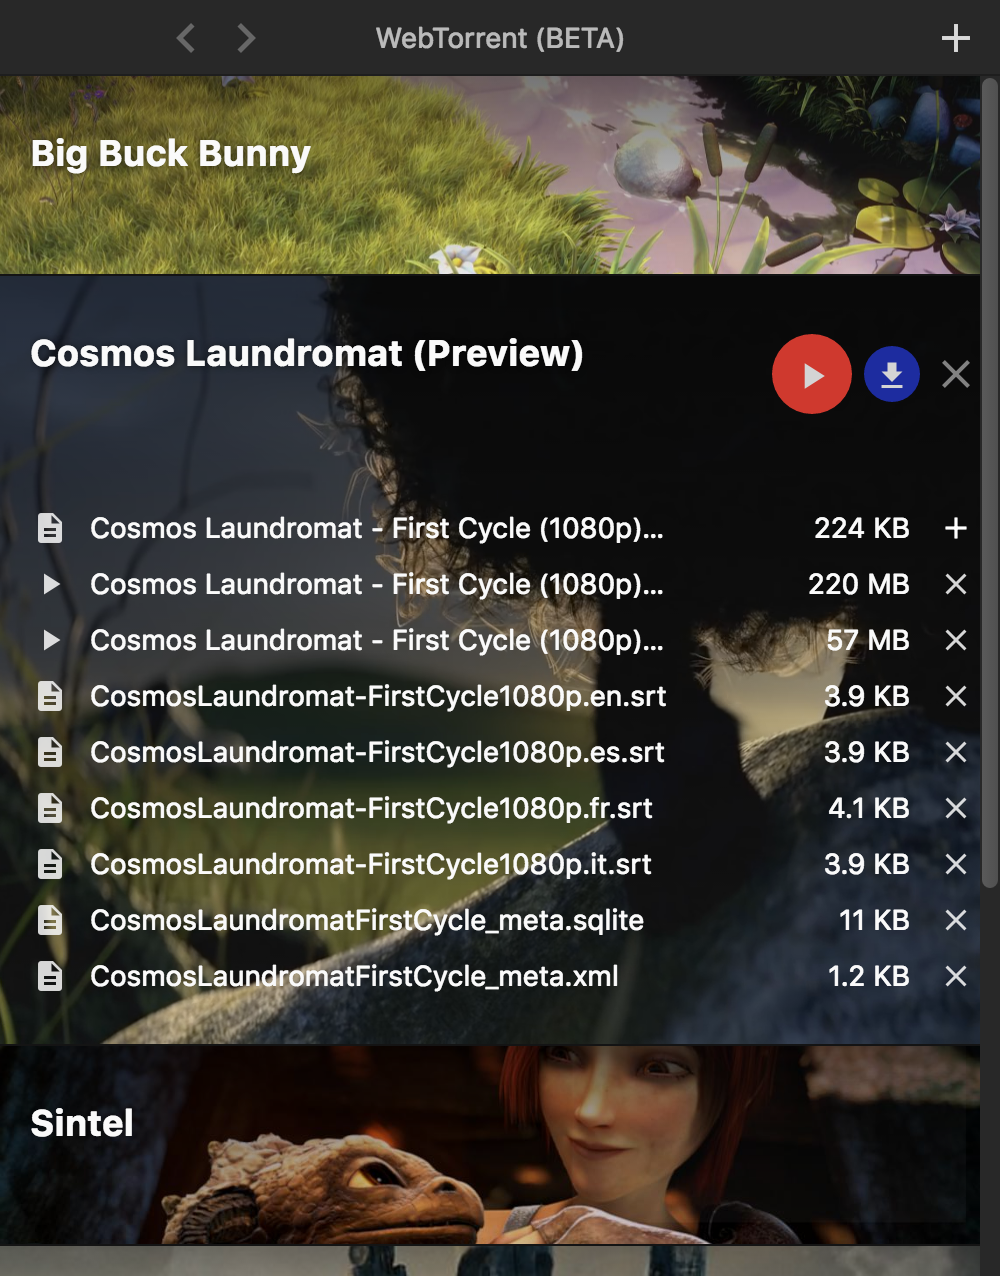 WebTorrent (BETA)
Big Buck Bunny
Cosmos Laundromat (Preview)
Cosmos Laundromat - First Cycle (1080p)... 224 KB
Cosmos Laundromat - First Cycle (1080p)... 220 MB
Cosmos Laundromat - First Cycle (1080p)... 57 MB
CosmosLaundromat-FirstCycle1080p.en.srt 3.9 KB
CosmosLaundromat-FirstCycle1080p.es.srt 3.9 KB
CosmosLaundromat-FirstCycle1080p.fr.srt 4.1 KB
CosmosLaundromat-FirstCycle1080p.it.srt 3.9 KB
CosmosLaundromatFirstCycle_meta.sqlite 11 KB
CosmosLaundromatFirstCycle_meta.xml 1.2 KB
Sintel